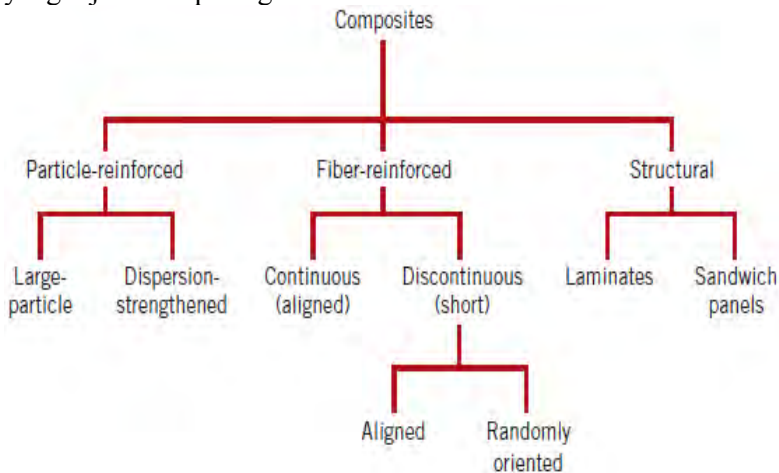 Composites
Particle-reinforced Fiber-reinforced Structural
Large-
particle
Dispersion-
strengthened
Continuous
(aligned)
Discontinuous
(short)
Laminates
Sandwich
panels
Aligned
Randomly
oriented